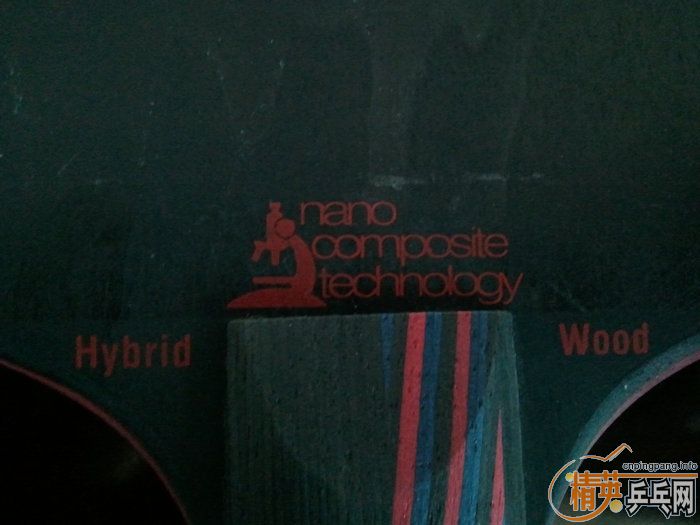 nano
composite
technology
Hybrid
Wood
cnpingpang.info
精英乒乓网